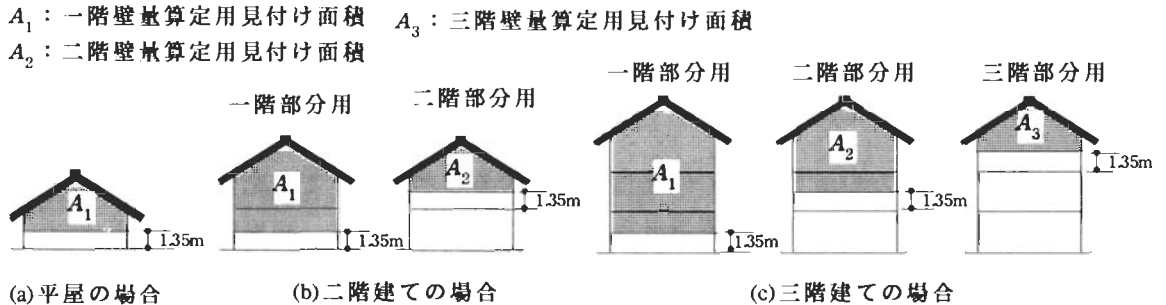 A1：一階壁量算定用見付け面積
A3：三階壁量算定用見付け面積
A2：二階壁量算定用見付け面積
一階部分用
二階部分用
一階部分用
二階部分用
三階部分用
A1
1.35m
A1
1.35m
A2
1.35m
A1
1.35m
A2
1.35m
A3
1.35m
(a)平屋の場合
(b)二階建ての場合
(c)三階建ての場合